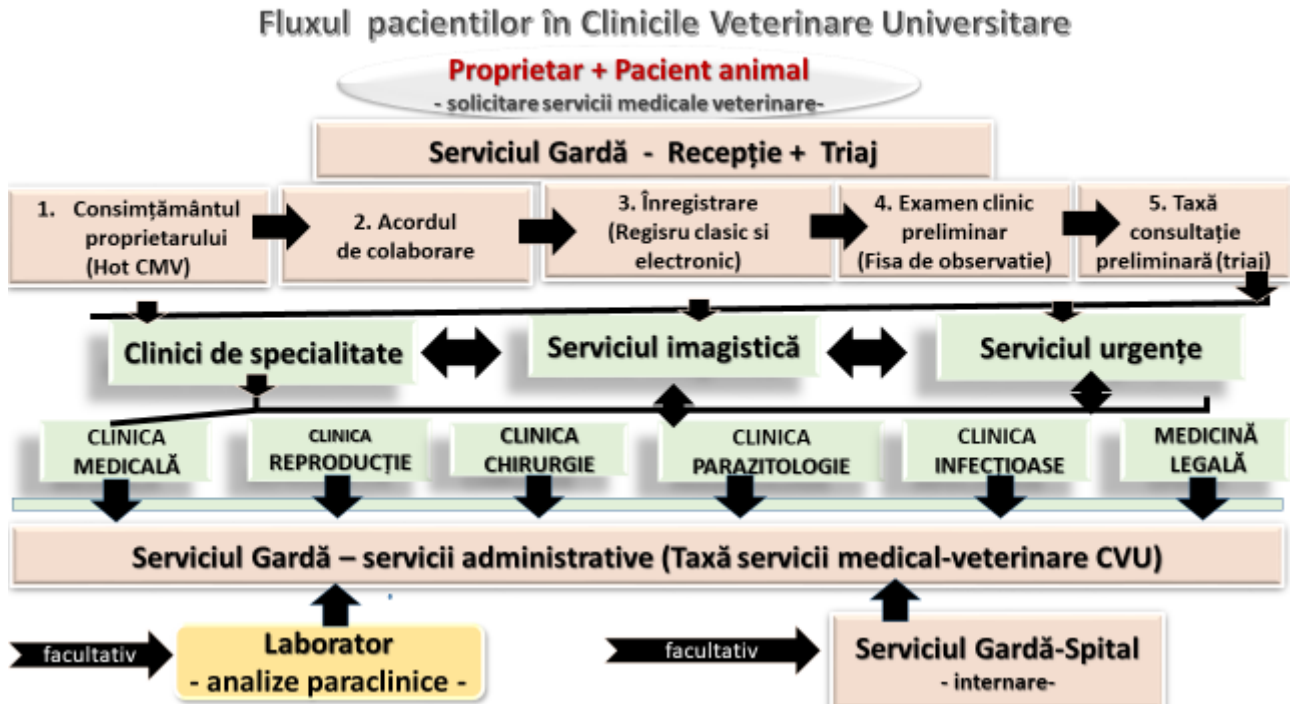 Fluxul pacientilor în Clinicile Veterinare Universitare
Proprietar + Pacient animal
- solicitare servicii medicale veterinare-
Serviciul Gardă - Recepție + Triaj
1. Consimțământul
proprietarului
(Hot CMV)
2. Acordul
de colaborare
3. Înregistrare
(Regisru clasic si
electronic)
4. Examen clinic
preliminar
(Fisa de observatie)
5. Taxă
consultație
preliminară (triaj)
Clinici de specialitate
Serviciul imagistică
Serviciul urgențe
CLINICA
MEDICALĂ
CLINICA
REPRODUCȚIE
CLINICA
CHIRURGIE
CLINICA
PARAZITOLOGIE
CLINICA
INFECȚIOASE
MEDICINĂ
LEGALĂ
Serviciul Gardă – servicii administrative (Taxă servicii medical-veterinare CVU)
facultativ
Laborator
- analize paraclinice -
facultativ
Serviciul Gardă-Spital
- internare-